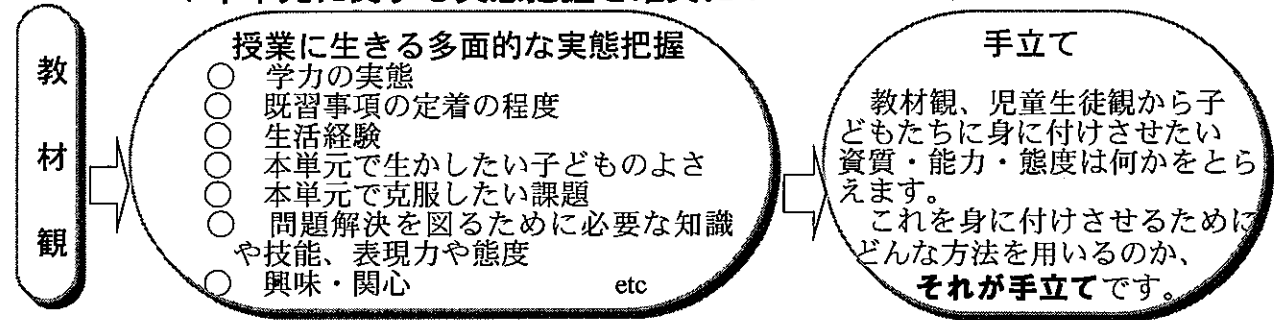 教材観
授業に生きる多面的な実態把握
○ 学力の実態
○ 既習事項の定着の程度
○ 生活経験
○ 本単元で生かしたい子どものよさ
○ 本単元で克服したい課題
○ 問題解決を図るために必要な知識
や技能、表現力や態度
○ 興味・関心 etc
手立て
教材観、児童生徒観から子
どもたちに身に付けさせたい
資質・能力・態度は何かをとら
えます。
これを身に付けさせるために
どんな方法を用いるのか、
それが手立てです。